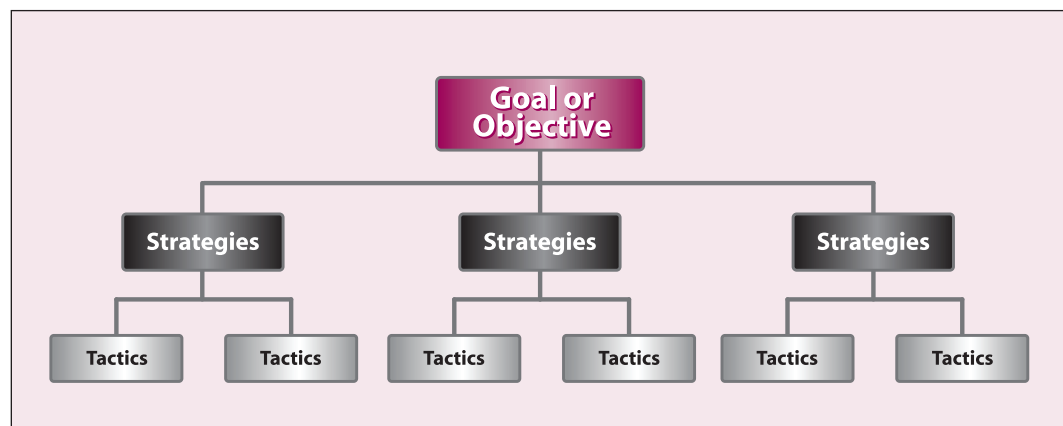 Goal or
Objective
Strategies
Strategies
Strategies
Tactics
Tactics
Tactics
Tactics
Tactics
Tactics